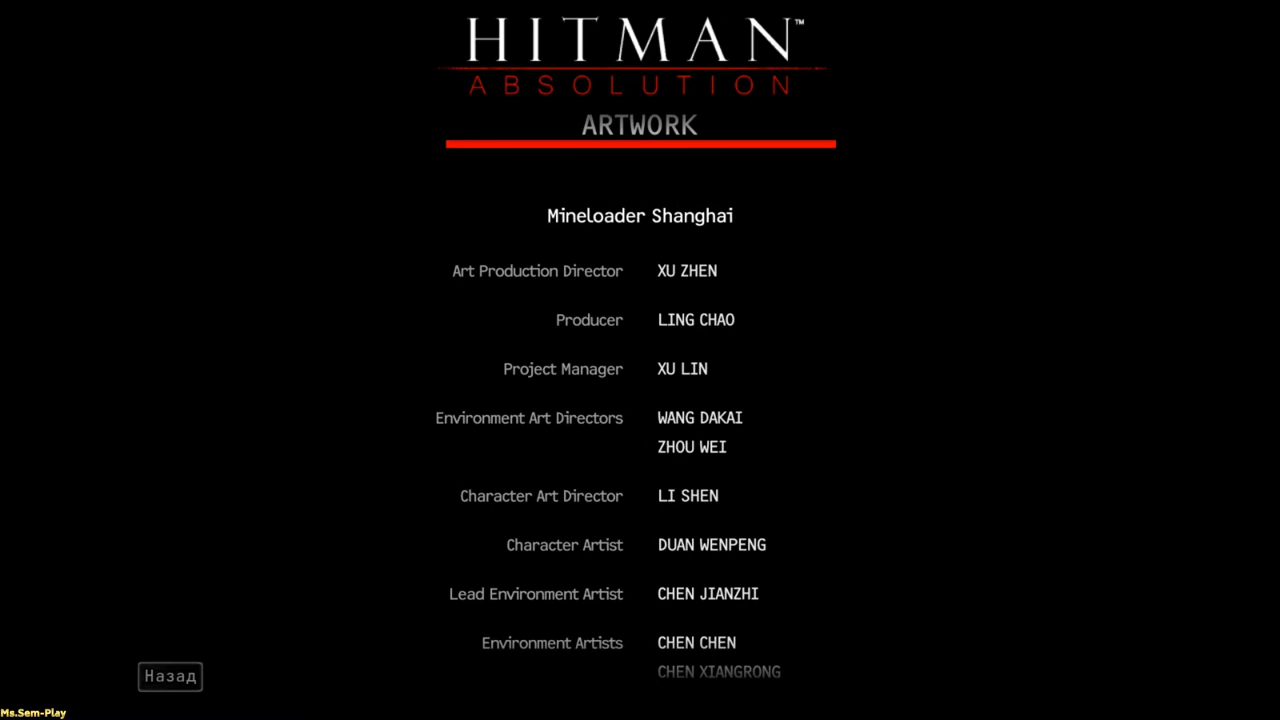 HITMAN™
ABSOLUTION
ARTWORK
Mineloader Shanghai
Art Production Director XU ZHEN
Producer LING CHAO
Project Manager XU LIN
Environment Art Directors WANG DAKAI
ZHOU WEI
Character Art Director LI SHEN
Character Artist DUAN WENPENG
Lead Environment Artist CHEN JIANZHI
Environment Artists CHEN CHEN
CHEN XIANGRONG
Назад
Ms.Sem-Play